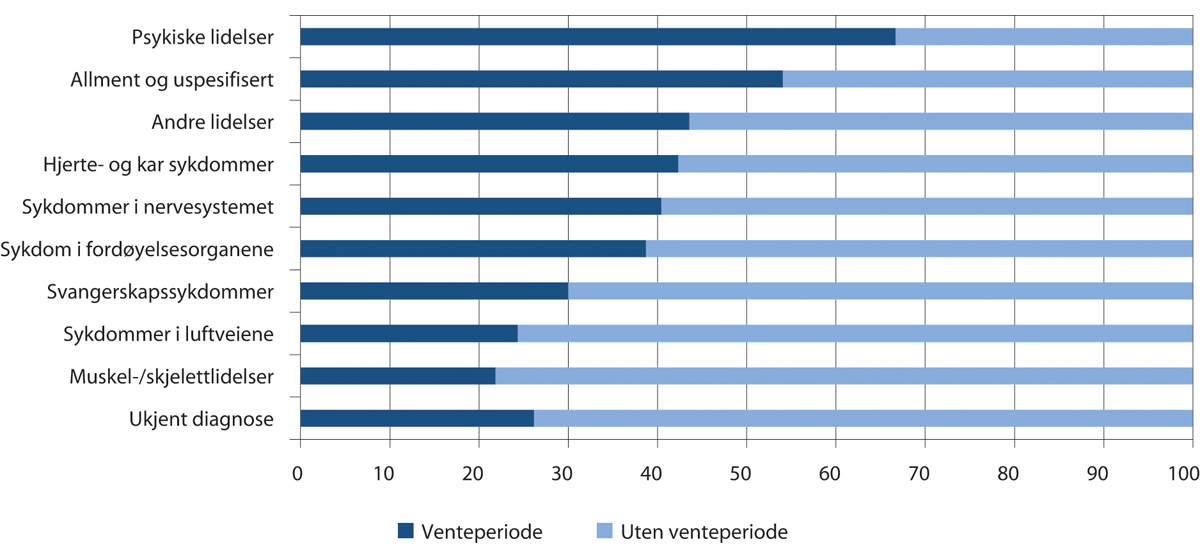 Psykiske lidelser
Allment og uspesifisert
Andre lidelser
Hjerte- og kar sykdommer
Sykdommer i nervesystemet
Sykdom i fordøyelsesorganene
Svangerskapssykdommer
Sykdommer i luftveiene
Muskel-/skjelettlidelser
Ukjent diagnose
0 10 20 30 40 50 60 70 80 90 100
Venteperiode Uten venteperiode